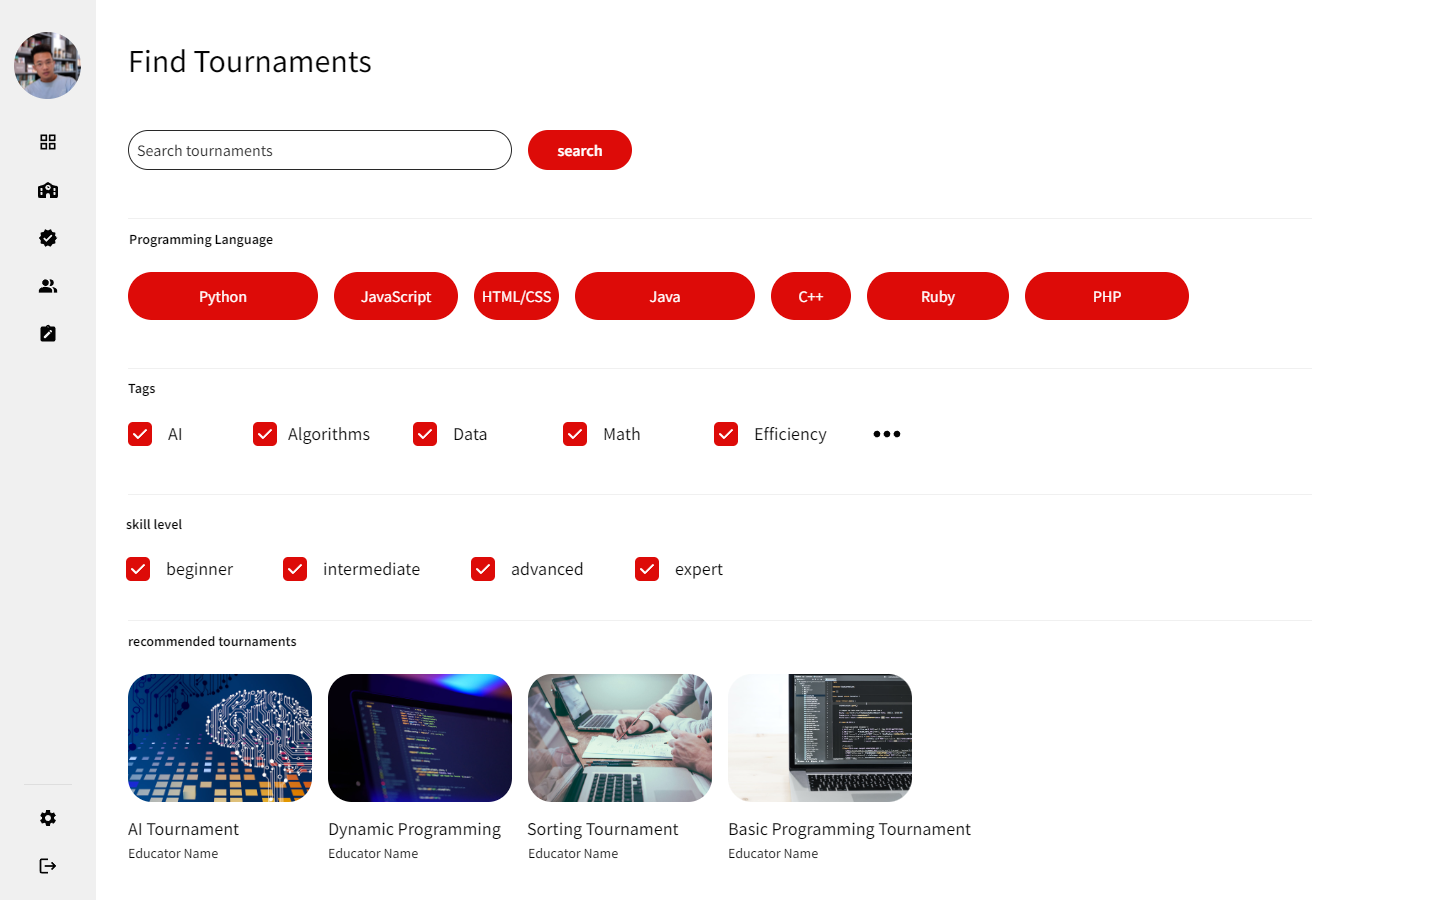 Find Tournaments
Search tournaments
search
Programming Language
Python JavaScript HTML/CSS Java C++ Ruby PHP
Tags
AI Algorithms Data Math Efficiency
skill level
beginner intermediate advanced expert
recommended tournaments
AI Tournament Dynamic Programming Sorting Tournament Basic Programming Tournament
Educator Name Educator Name Educator Name Educator Name